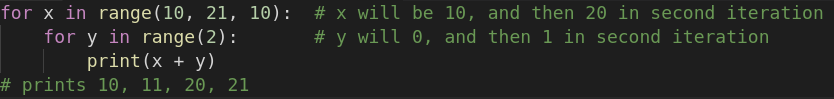 for x in range(10, 21, 10):  # x will be 10, and then 20 in second iteration
    for y in range(2):       # y will 0, and then 1 in second iteration
        print(x + y)
# prints 10, 11, 20, 21